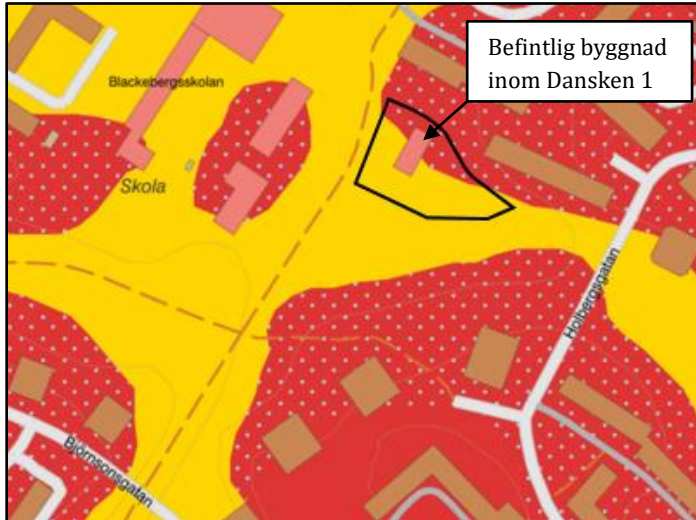 Befintlig byggnad
inom Dansken 1
Blackebergsskolan
Skola
Holbergsgatan
Björnsonsgatan